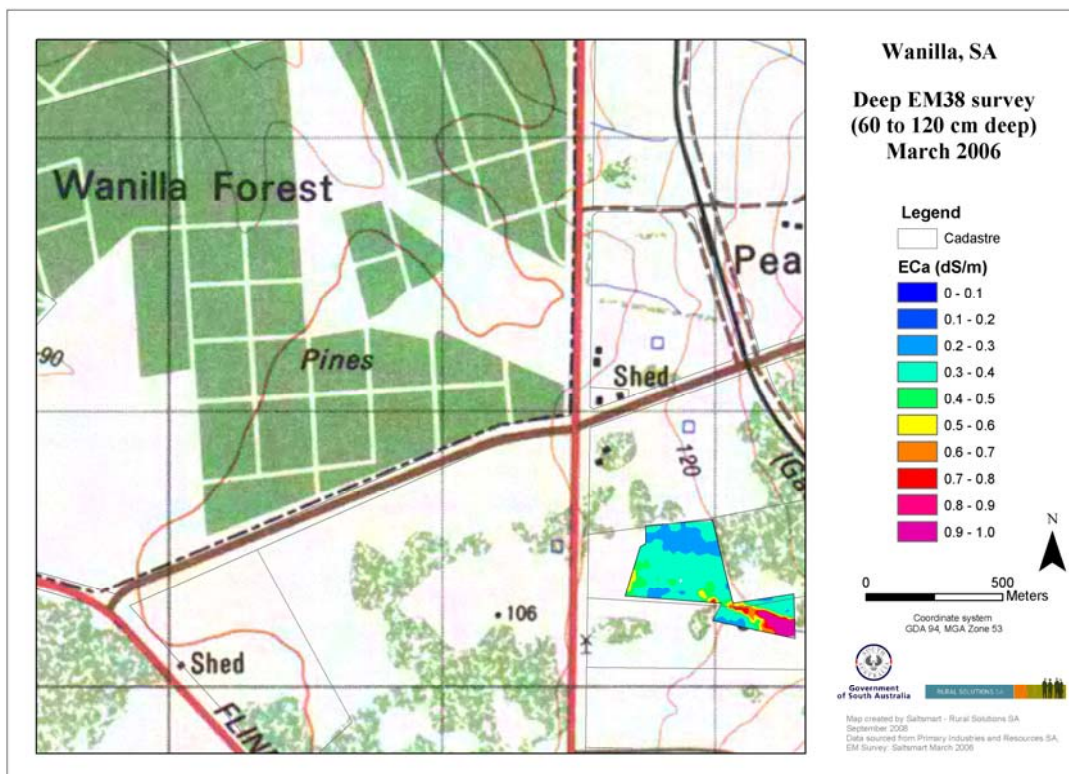 Wanilla, SA
Deep EM38 survey
(60 to 120 cm deep)
March 2006
Legend
Cadastre
ECa (dS/m)
0 - 0.1
0.1 - 0.2
0.2 - 0.3
0.3 - 0.4
0.4 - 0.5
0.5 - 0.6
0.6 - 0.7
0.7 - 0.8
0.8 - 0.9
0.9 - 1.0
N
0 500
Meters
Coordinate system
GDA 94, MGA Zone 53
Government
of South Australia
RURAL SOLUTIONS SA
Map created by Saltsmart - Rural Solutions SA
September 2006
Data sourced from Primary Industries and Resources SA,
EM Survey: Saltsmart March 2006
Wanilla Forest
Pea
90
Pines
Shed
120
106
Shed
FLIN